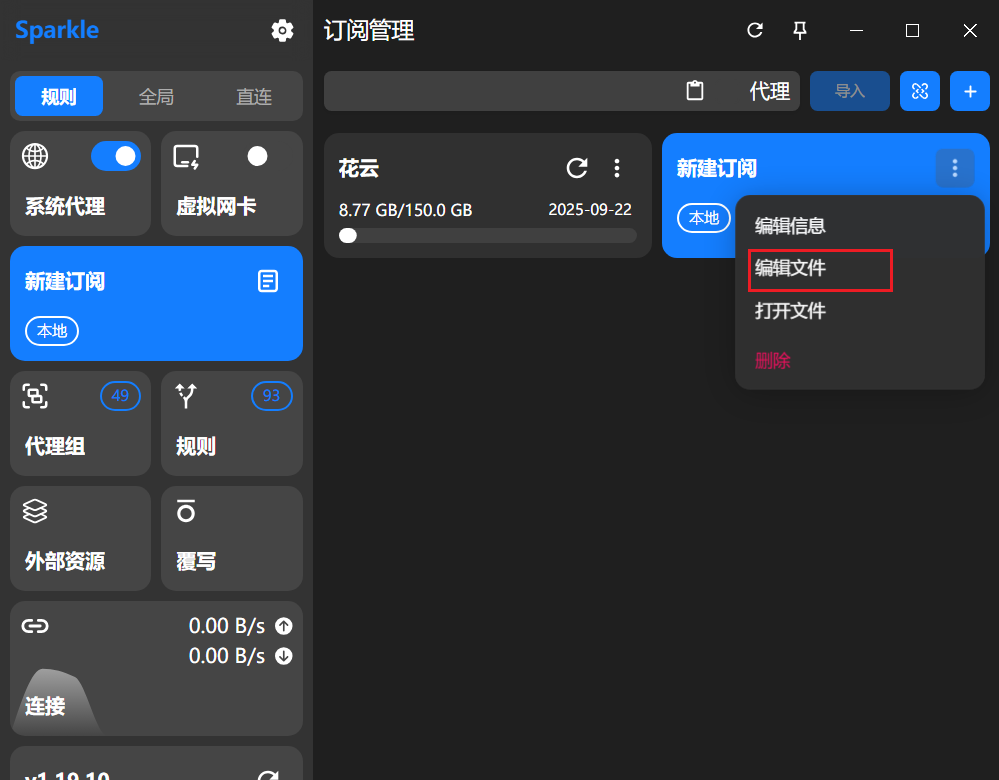 Sparkle
规则
全局
直连
系统代理
虚拟网卡
新建订阅
本地
49
代理组
93
规则
外部资源
覆写
0.00 B/s
0.00 B/s
连接
v1.19.10
订阅管理
代理
导入
花云
8.77 GB/150.0 GB
2025-09-22
新建订阅
本地
编辑信息
编辑文件
打开文件
删除